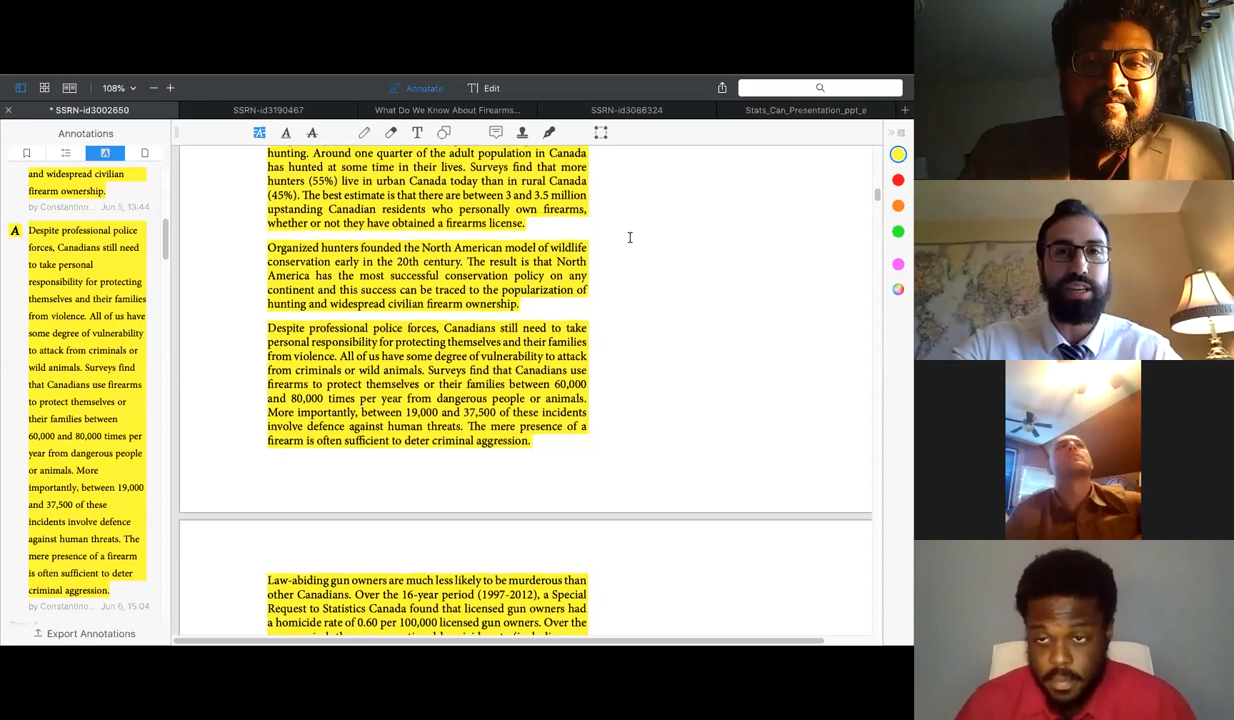 108%
Annotate
Edit
* SSRN-id3002650
SSRN-id3190467
What Do We Know About Firearms...
SSRN-id3086324
Stats_Can_Presentation_ppt_e
Annotations
and widespread civilian
firearm ownership.
by Constantino... Jun 5, 13:44
A
Despite professional police
forces, Canadians still need
to take personal
responsibility for protecting
themselves and their families
from violence. All of us have
some degree of vulnerability
to attack from criminals or
wild animals. Surveys find
that Canadians use firearms
to protect themselves or
their families between
60,000 and 80,000 times per
year from dangerous people
or animals. More
importantly, between 19,000
and 37,500 of these
incidents involve defence
against human threats. The
mere presence of a firearm
is often sufficient to deter
criminal aggression.
by Constantino... Jun 6, 15:04
Export Annotations
hunting. Around one quarter of the adult population in Canada
has hunted at some time in their lives. Surveys find that more
hunters (55%) live in urban Canada today than in rural Canada
(45%). The best estimate is that there are between 3 and 3.5 million
upstanding Canadian residents who personally own firearms,
whether or not they have obtained a firearms license.
Organized hunters founded the North American model of wildlife
conservation early in the 20th century. The result is that North
America has the most successful conservation policy on any
continent and this success can be traced to the popularization of
hunting and widespread civilian firearm ownership.
Despite professional police forces, Canadians still need to take
personal responsibility for protecting themselves and their families
from violence. All of us have some degree of vulnerability to attack
from criminals or wild animals. Surveys find that Canadians use
firearms to protect themselves or their families between 60,000
and 80,000 times per year from dangerous people or animals.
More importantly, between 19,000 and 37,500 of these incidents
involve defence against human threats. The mere presence of a
firearm is often sufficient to deter criminal aggression.
Law-abiding gun owners are much less likely to be murderous than
other Canadians. Over the 16-year period (1997-2012), a Special
Request to Statistics Canada found that licensed gun owners had
a homicide rate of 0.60 per 100,000 licensed gun owners. Over the